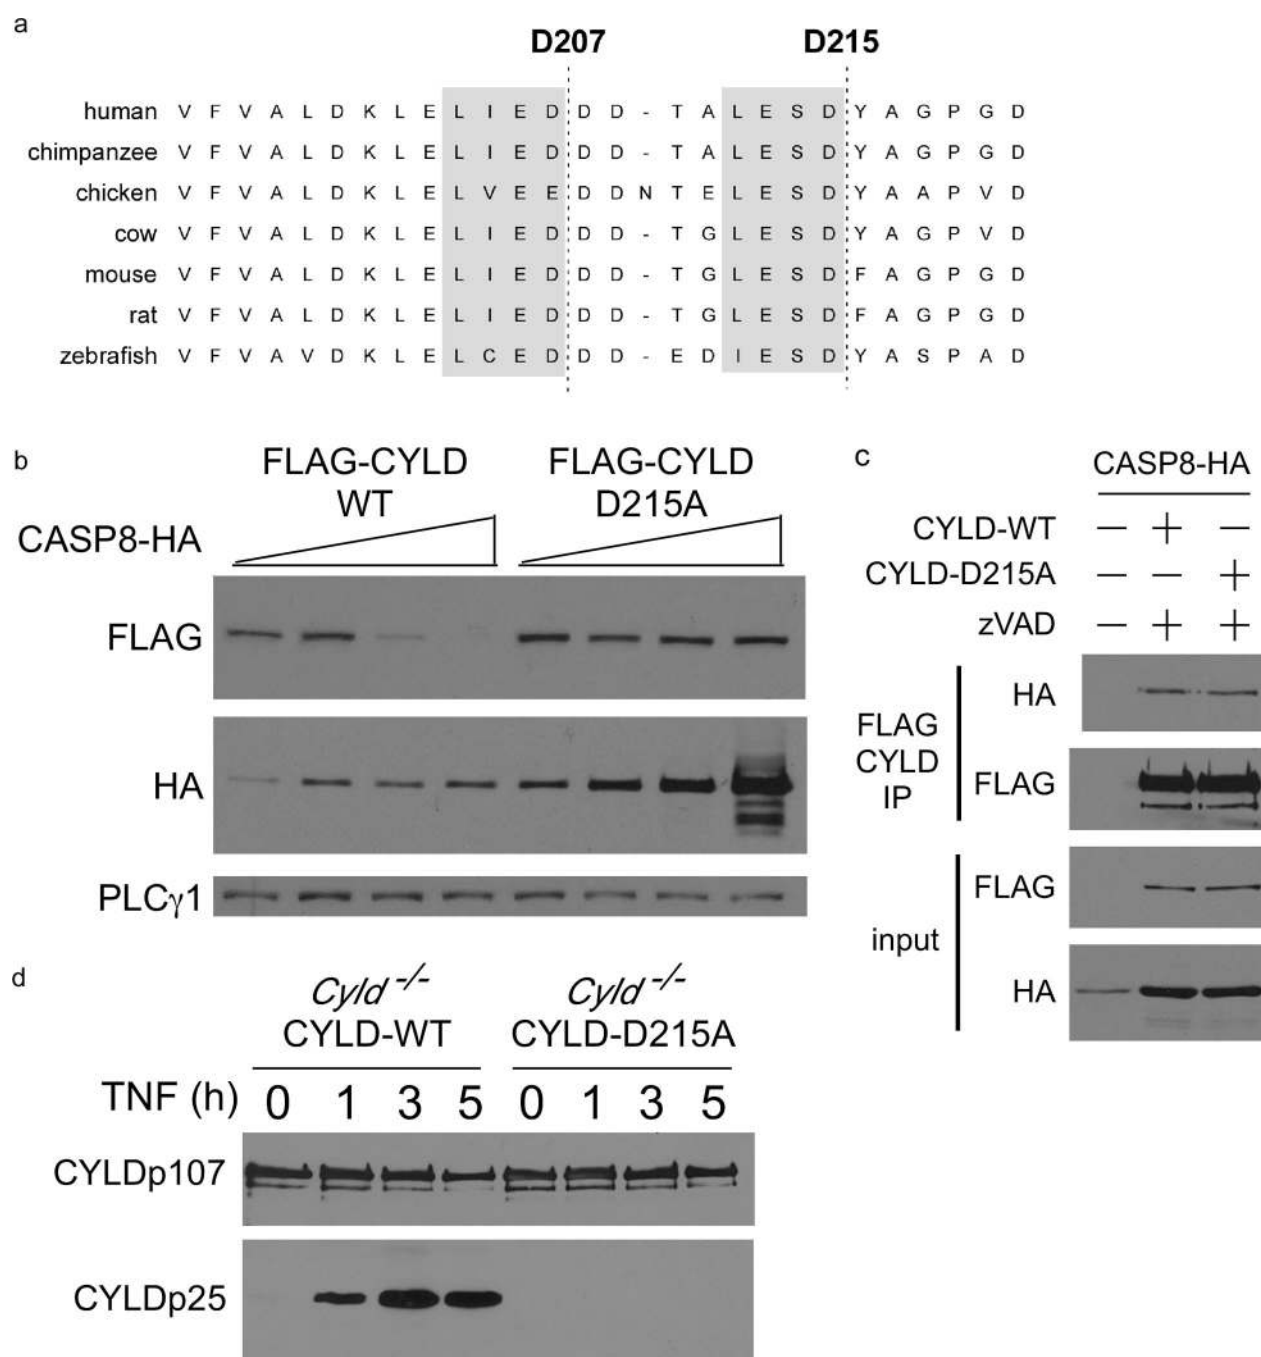 a
D207 D215
human V F V A L D K L E L I E D D D - T A L E S D Y A G P G D
chimpanzee V F V A L D K L E L I E D D D - T A L E S D Y A G P G D
chicken V F V A L D K L E L V E E D D N T E L E S D Y A A P V D
cow V F V A L D K L E L I E D D D - T G L E S D Y A G P V D
mouse V F V A L D K L E L I E D D D - T G L E S D F A G P G D
rat V F V A L D K L E L I E D D D - T G L E S D F A G P G D
zebrafish V F V A V D K L E L C E D D D - E D I E S D Y A S P A D
b
FLAG-CYLD WT
FLAG-CYLD D215A
CASP8-HA
FLAG
HA
PLCγ1
c
CASP8-HA
CYLD-WT – + –
CYLD-D215A – – +
zVAD – + +
FLAG CYLD IP
HA
FLAG
input
FLAG
HA
d
Cyld -/- CYLD-WT
Cyld -/- CYLD-D215A
TNF (h) 0 1 3 5 0 1 3 5
CYLDp107
CYLDp25